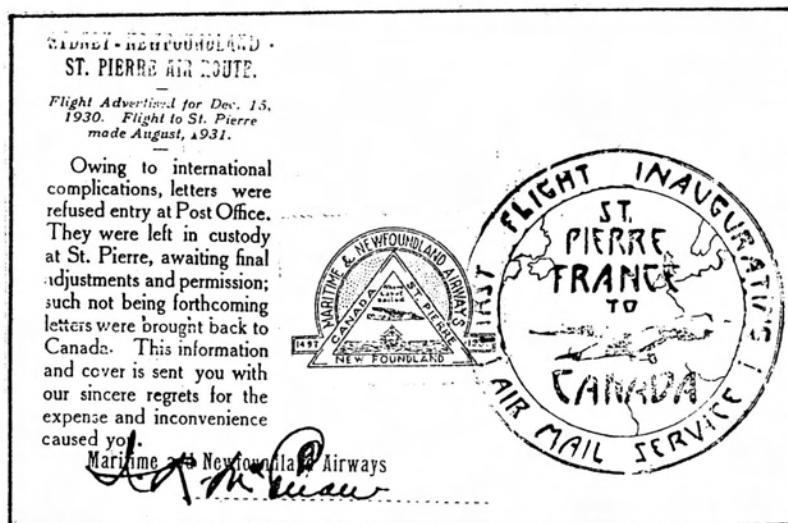 SYDNEY - NEWFOUNDLAND -
ST. PIERRE AIR ROUTE.
Flight Advertised for Dec. 15,
1930. Flight to St. Pierre
made August, 1931.
Owing to international
complications, letters were
refused entry at Post Office.
They were left in custody
at St. Pierre, awaiting final
adjustments and permission;
such not being forthcoming
letters were brought back to
Canada. This information
and cover is sent you with
our sincere regrets for the
expense and inconvenience
caused you.
Maritime and Newfoundland Airways
MARITIME & NEWFOUNDLAND AIRWAYS
CANADA
ST. PIERRE
1497
NEW FOUNDLAND
FIRST FLIGHT INAUGURATING
ST.
PIERRE
FRANCE
TO
CANADA
AIR MAIL SERVICE